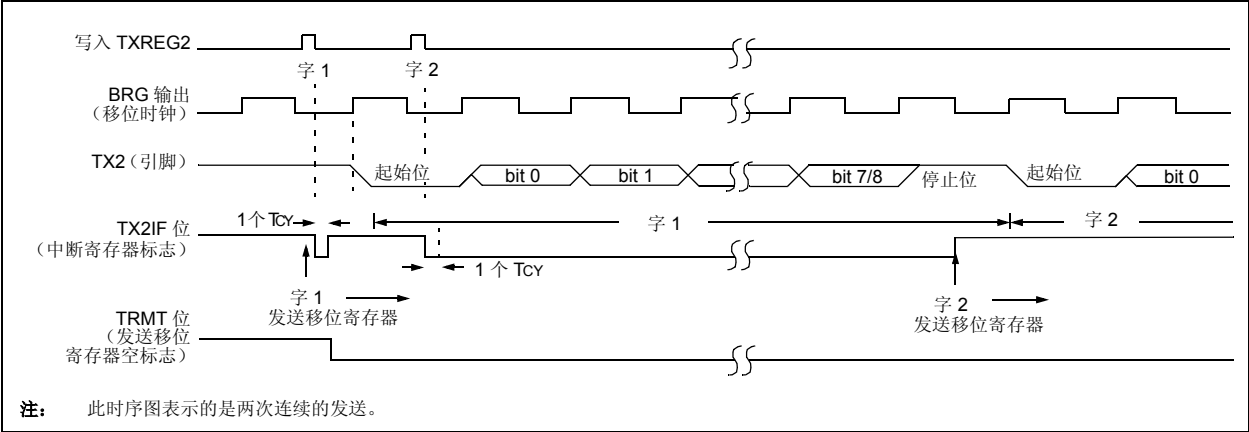 写入 TXREG2
字 1
字 2
BRG 输出
（移位时钟）
TX2（引脚）
起始位
bit 0
bit 1
bit 7/8
停止位
起始位
bit 0
1个 TCY
TX2IF 位
（中断寄存器标志）
字 1
字 2
1 个 TCY
字 1
发送移位寄存器
字 2
发送移位寄存器
TRMT 位
（发送移位
寄存器空标志）
注： 此时序图表示的是两次连续的发送。